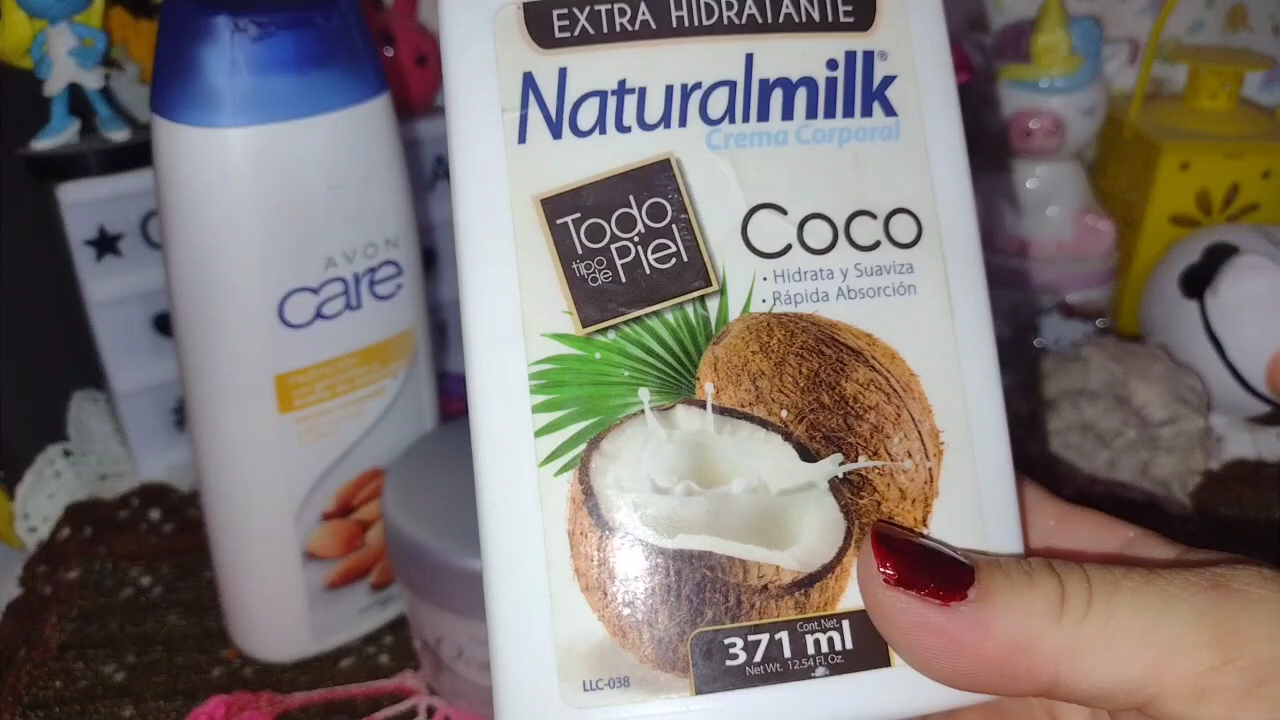 EXTRA HIDRATANTE
Naturalmilk®
Crema Corporal
Todo
tipo de Piel
Coco
• Hidrata y Suaviza
• Rápida Absorción
Cont. Net.
371 ml
Net Wt. 12.54 Fl. Oz.
LLC-038
AVON
care